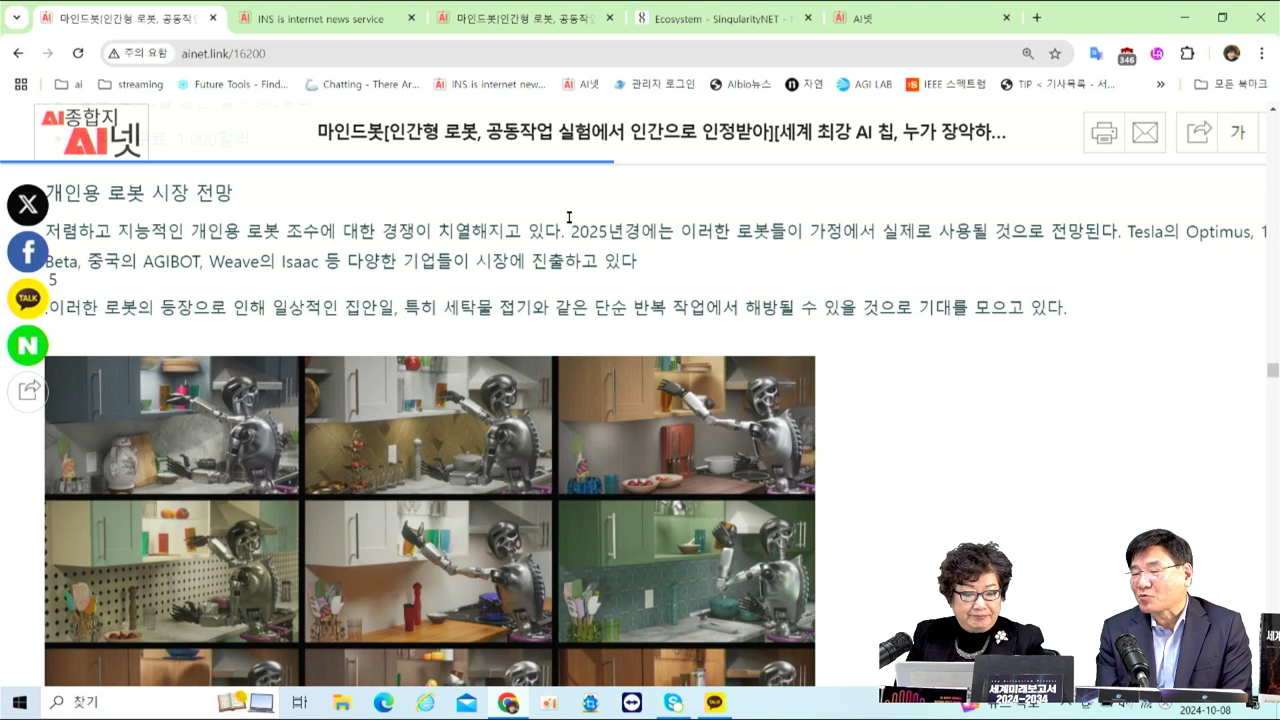 마인드봇[인간형 로봇, 공동작업
INS is internet news service
마인드봇[인간형 로봇, 공동작업
Ecosystem - SingularityNET -
AI넷
주의 요함
ainet.link/16200
346
ai
streaming
Future Tools - Find...
Chatting - There Ar...
INS is internet new...
AI넷
관리자 로그인
Albio뉴스
자연
AGI LAB
IEEE 스펙트럼
TIP < 기사목록 - 서...
»
모든 북마크
AI종합지
AI넷
마인드봇[인간형 로봇, 공동작업 실험에서 인간으로 인정받아][세계 최강 AI 칩, 누가 장악하...
가
개인용 로봇 시장 전망
저렴하고 지능적인 개인용 로봇 조수에 대한 경쟁이 치열해지고 있다. 2025년경에는 이러한 로봇들이 가정에서 실제로 사용될 것으로 전망된다. Tesla의 Optimus, 1
Beta, 중국의 AGIBOT, Weave의 Isaac 등 다양한 기업들이 시장에 진출하고 있다
5
.이러한 로봇의 등장으로 인해 일상적인 집안일, 특히 세탁물 접기와 같은 단순 반복 작업에서 해방될 수 있을 것으로 기대를 모으고 있다.
TALK
N
세계미래보고서
2024-2034
찾기
TALK
2024-10-08